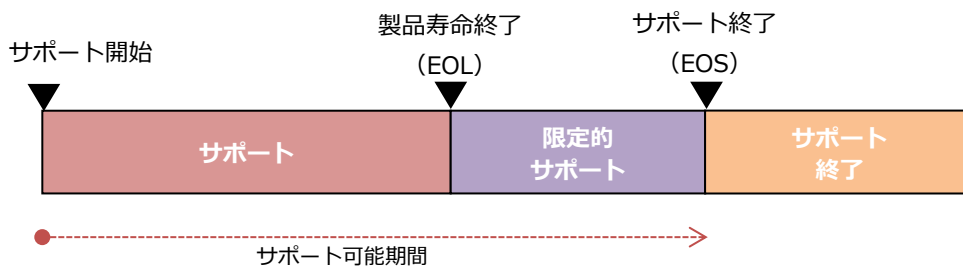 サポート開始
製品寿命終了
（EOL）
サポート終了
（EOS）
サポート
限定的
サポート
サポート
終了
サポート可能期間